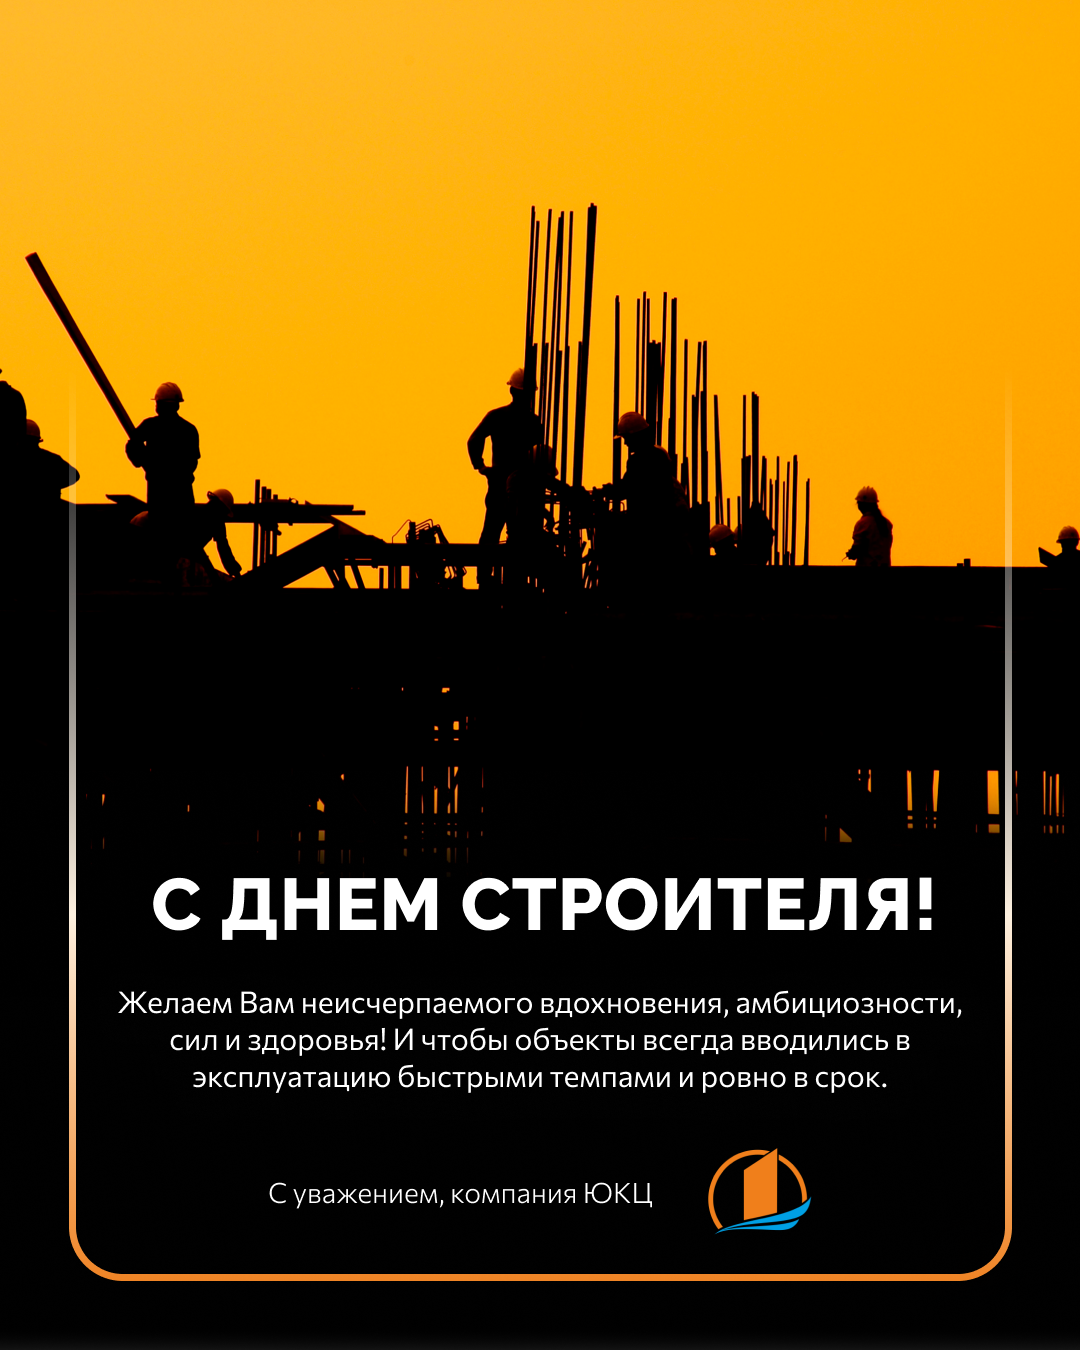 С ДНЕМ СТРОИТЕЛЯ!
Желаем Вам неисчерпаемого вдохновения, амбициозности,
сил и здоровья! И чтобы объекты всегда вводились в
эксплуатацию быстрыми темпами и ровно в срок.
С уважением, компания ЮКЦ